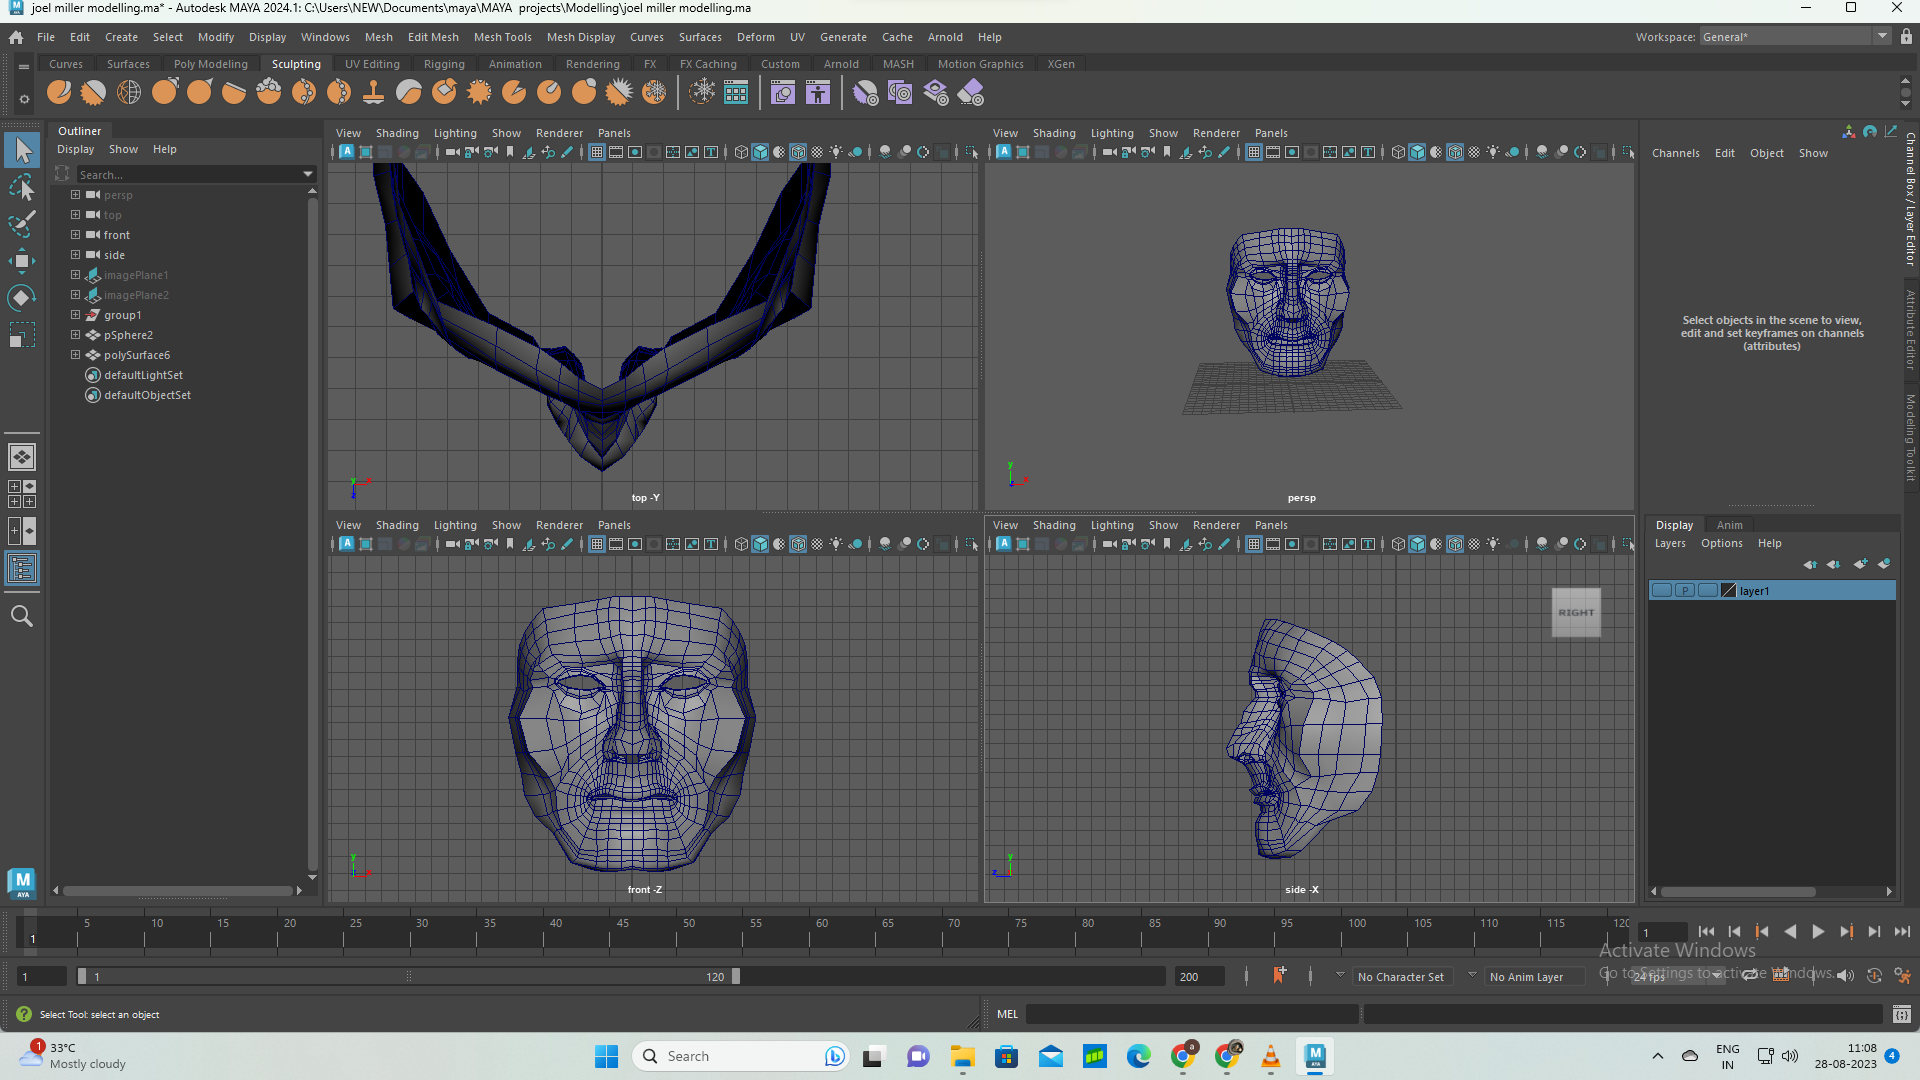 joel miller modelling.ma* - Autodesk MAYA 2024.1: C:\Users\NEW\Documents\maya\MAYA  projects\Modelling\joel miller modelling.ma
File Edit Create Select Modify Display Windows Mesh Edit Mesh Mesh Tools Mesh Display Curves Surfaces Deform UV Generate Cache Arnold Help
Workspace: General*
Curves Surfaces Poly Modeling Sculpting UV Editing Rigging Animation Rendering FX FX Caching Custom Arnold MASH Motion Graphics XGen
Outliner
Display Show Help
Search...
persp
top
front
side
imagePlane1
imagePlane2
group1
pSphere2
polySurface6
defaultLightSet
defaultObjectSet
View Shading Lighting Show Renderer Panels
top -Y
View Shading Lighting Show Renderer Panels
persp
View Shading Lighting Show Renderer Panels
front -Z
View Shading Lighting Show Renderer Panels
RIGHT
side -X
Channels Edit Object Show
Select objects in the scene to view,
edit and set keyframes on channels
(attributes)
Channel Box / Layer Editor
Attribute Editor
Modeling Toolkit
Display Anim
Layers Options Help
P layer1
1 5 10 15 20 25 30 35 40 45 50 55 60 65 70 75 80 85 90 95 100 105 110 115 120
1
Activate Windows
Go to Settings to activate Windows.
1 1 120 200 No Character Set No Anim Layer 24 fps
Select Tool: select an object
MEL
M
AYA
1
33°C
Mostly cloudy
Search
ENG
IN
11:08
28-08-2023
4